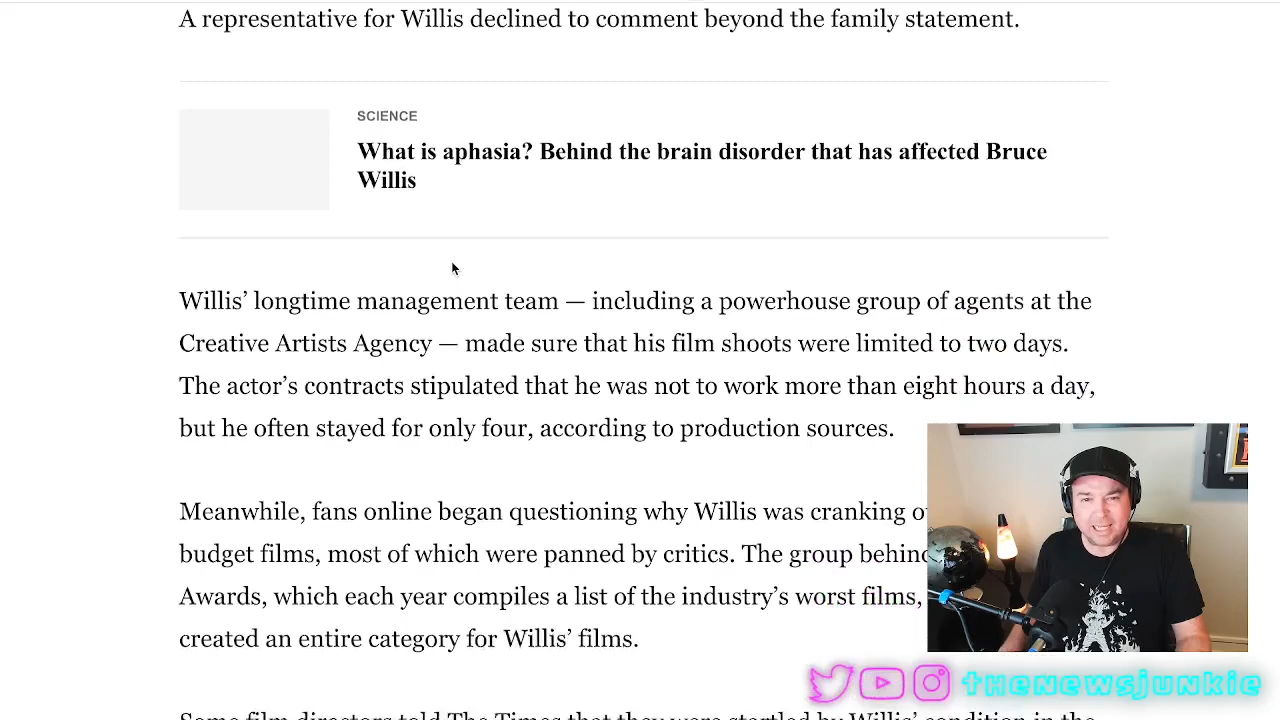 A representative for Willis declined to comment beyond the family statement.
SCIENCE
What is aphasia? Behind the brain disorder that has affected Bruce
Willis
Willis’ longtime management team — including a powerhouse group of agents at the
Creative Artists Agency — made sure that his film shoots were limited to two days.
The actor’s contracts stipulated that he was not to work more than eight hours a day,
but he often stayed for only four, according to production sources.
Meanwhile, fans online began questioning why Willis was cranking
budget films, most of which were panned by critics. The group behind
Awards, which each year compiles a list of the industry’s worst films,
created an entire category for Willis’ films.
Some film directors told The Times that they were startled by Willis’ condition in the
thenewsjunkie